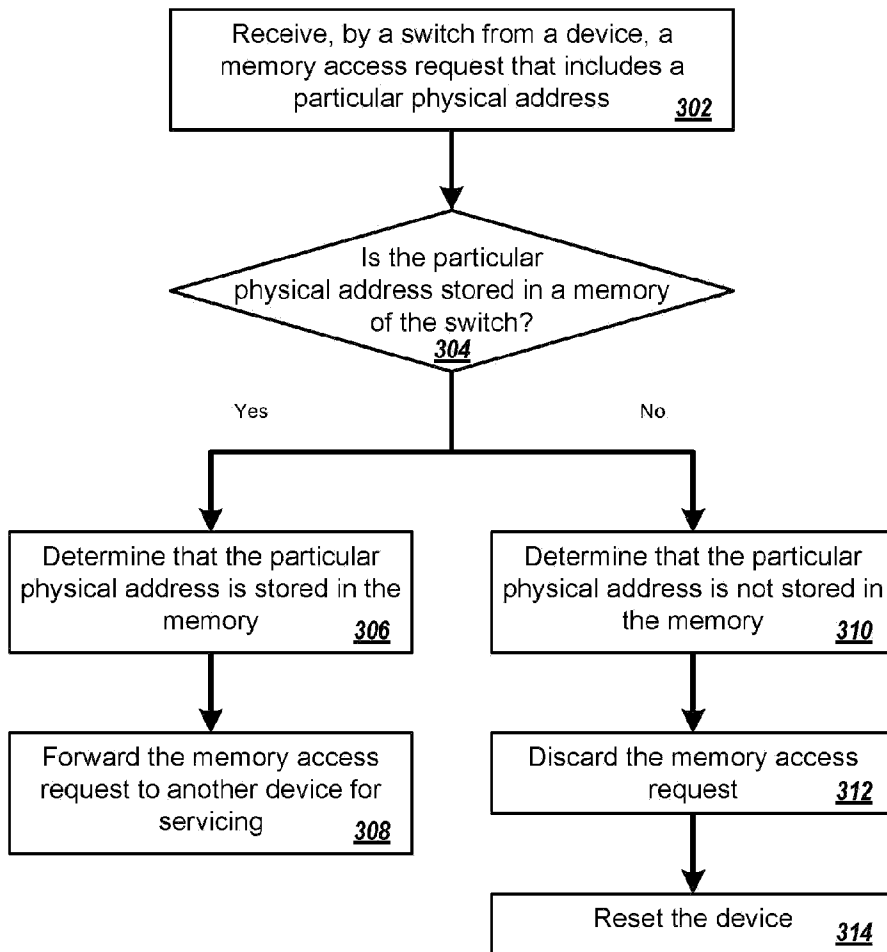 Receive, by a switch from a device, a
memory access request that includes a
particular physical address
302
Is the particular
physical address stored in a memory
of the switch?
304
Yes
No
Determine that the particular
physical address is stored in the
memory
306
Determine that the particular
physical address is not stored in
the memory
310
Forward the memory access
request to another device for
servicing
308
Discard the memory access
request
312
Reset the device
314